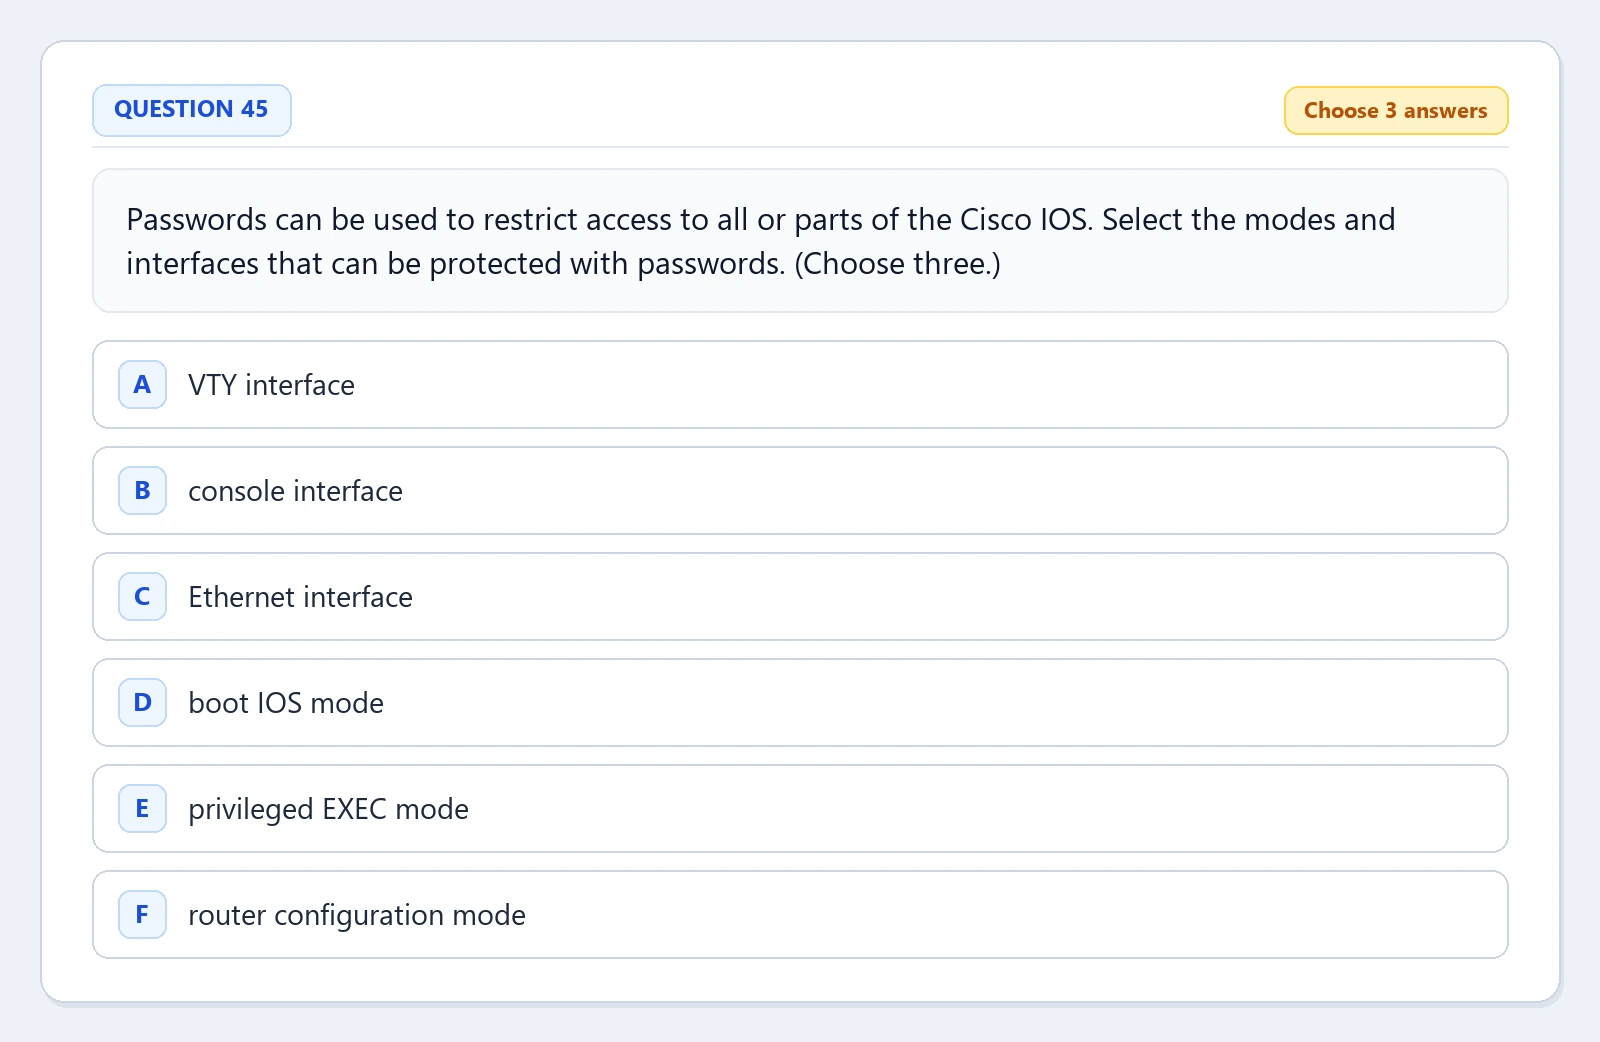 QUESTION 45
Choose 3 answers
Passwords can be used to restrict access to all or parts of the Cisco IOS. Select the modes and
interfaces that can be protected with passwords. (Choose three.)
A VTY interface
B console interface
C Ethernet interface
D boot IOS mode
E privileged EXEC mode
F router configuration mode